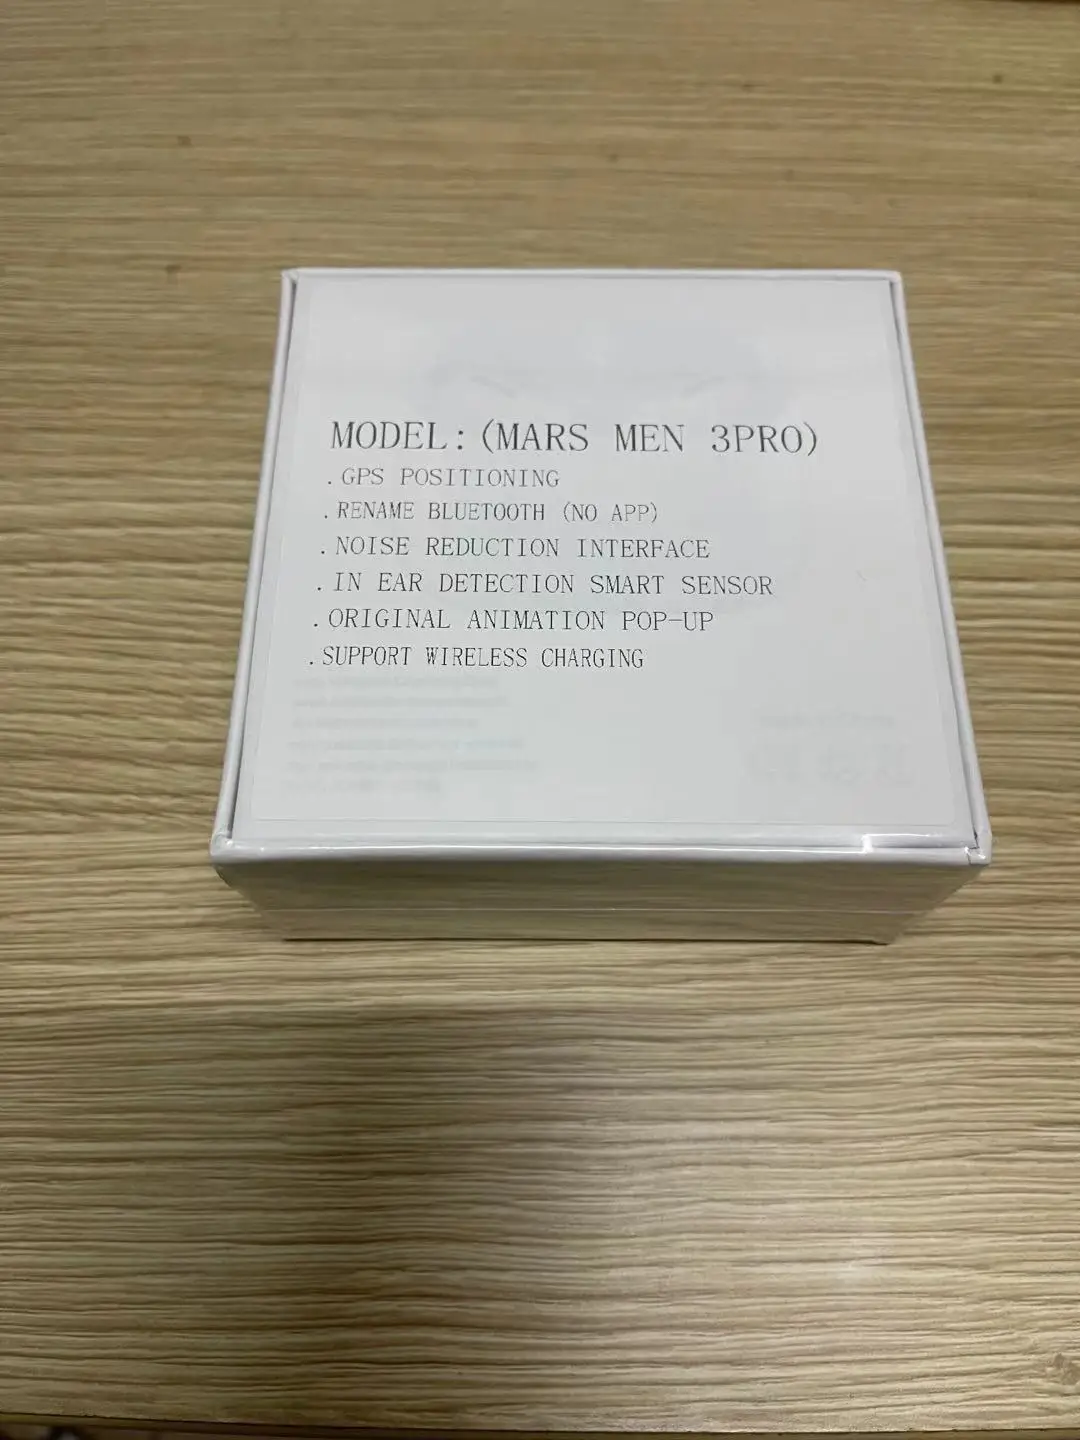 MODEL:(MARS MEN 3PRO)
.GPS POSITIONING
.RENAME BLUETOOTH (NO APP)
.NOISE REDUCTION INTERFACE
.IN EAR DETECTION SMART SENSOR
.ORIGINAL ANIMATION POP-UP
.SUPPORT WIRELESS CHARGING